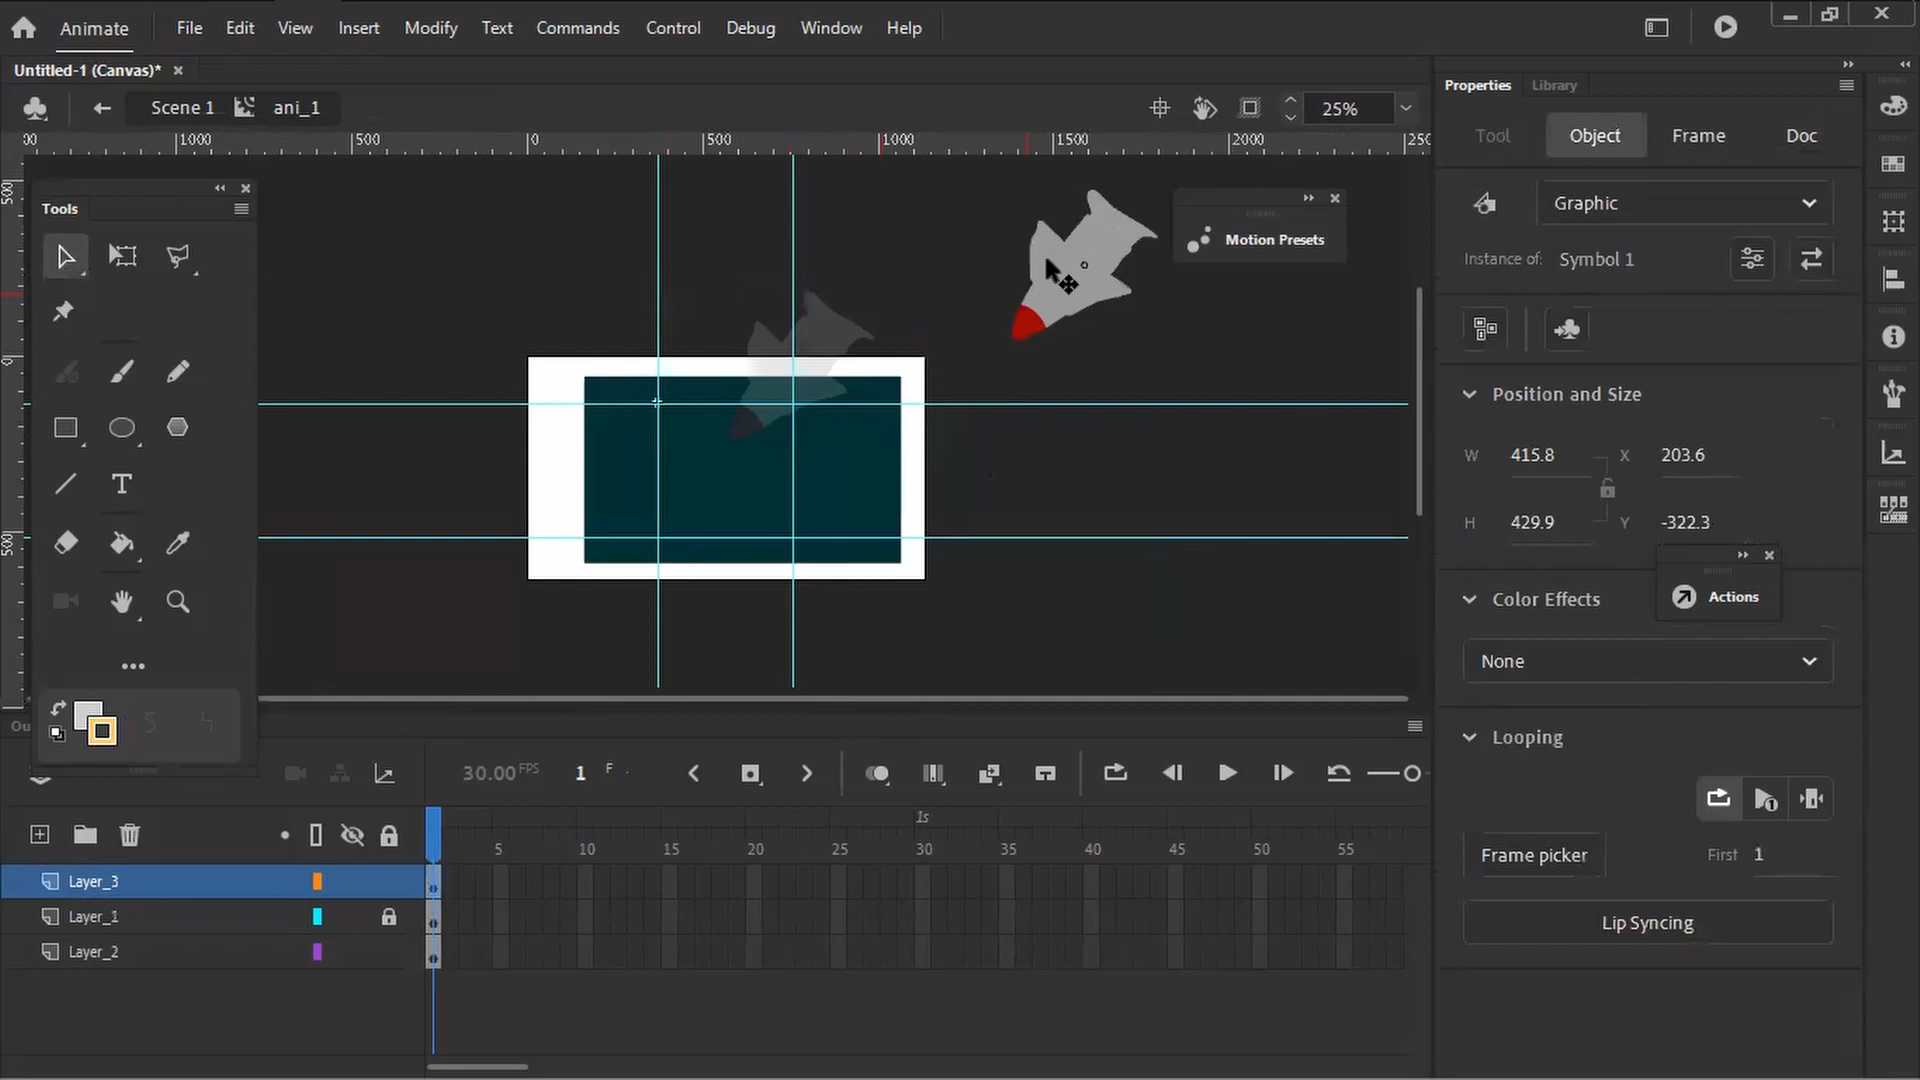 Animate File Edit View Insert Modify Text Commands Control Debug Window Help
Untitled-1 (Canvas)*
Scene 1 ani_1 25%
1000 500 0 500 1000 1500 2000
500
0
500
Tools
Motion Presets
Properties Library
Tool Object Frame Doc
Graphic
Instance of: Symbol 1
Position and Size
W 415.8 X 203.6
H 429.9 Y -322.3
Actions
Color Effects
None
Looping
Frame picker First 1
Lip Syncing
30.00 FPS 1 F
1s
5 10 15 20 25 30 35 40 45 50 55
Layer_3
Layer_1
Layer_2